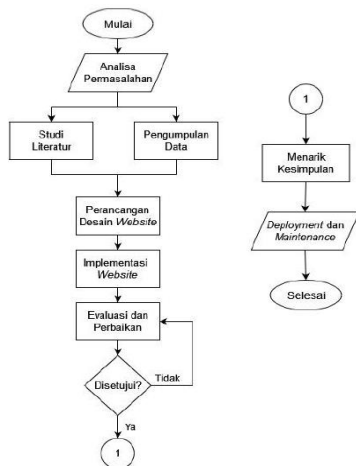 Mulai
Analisa
Permasalahan
Studi
Literatur
Pengumpulan
Data
Perancangan
Desain Website
Implementasi
Website
Evaluasi dan
Perbaikan
Disetujui?
Tidak
Ya
1
1
Menarik
Kesimpulan
Deployment dan
Maintenance
Selesai